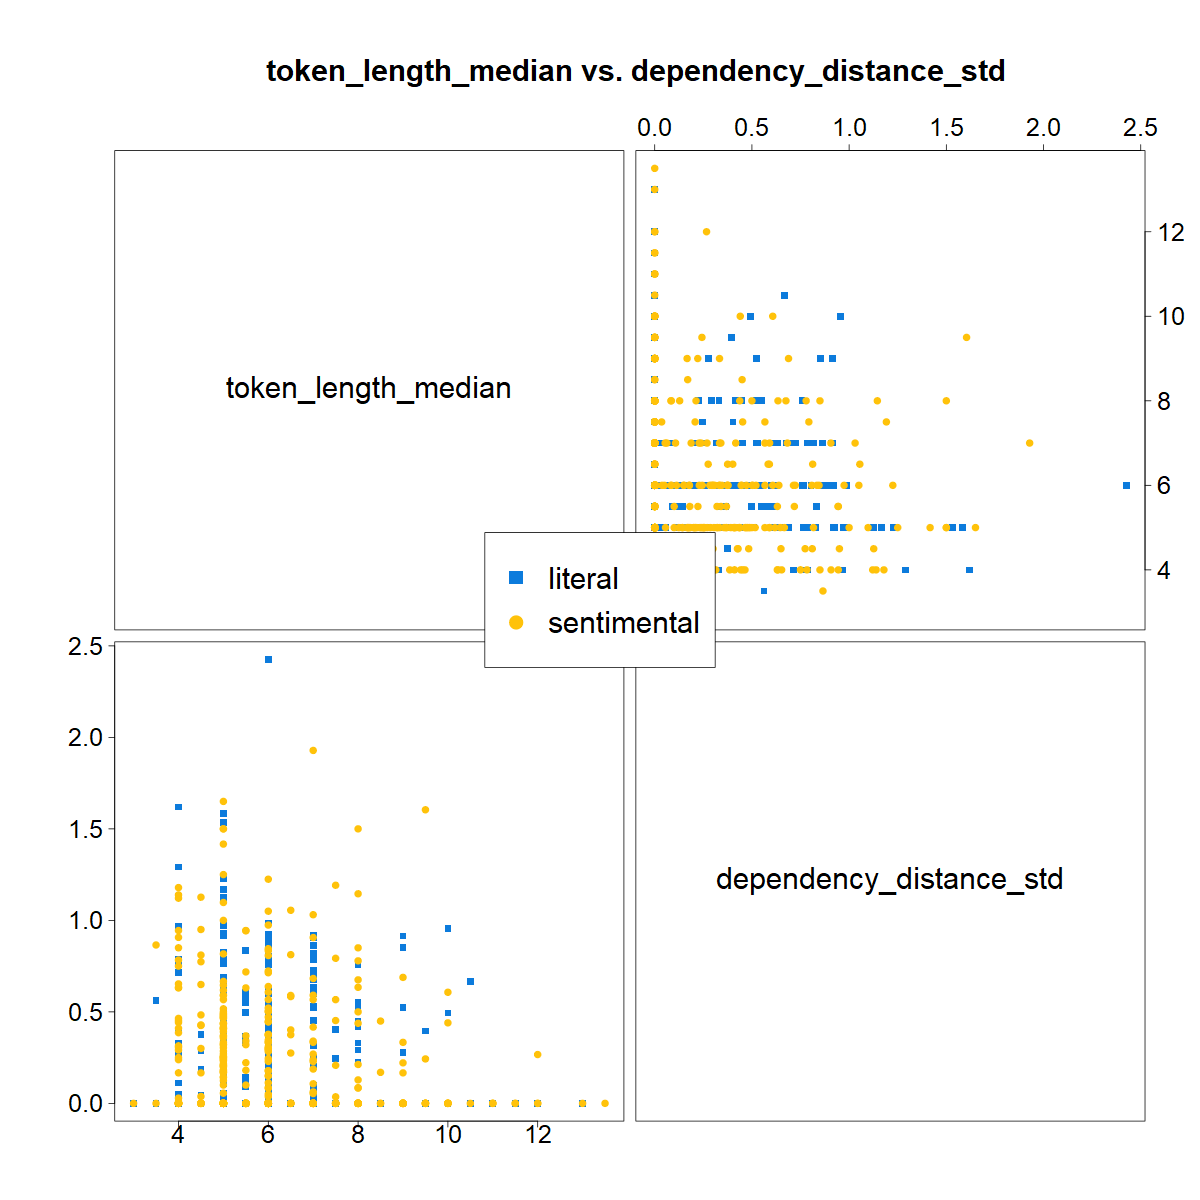 token_length_median vs. dependency_distance_std
0.0 0.5 1.0 1.5 2.0 2.5
token_length_median
12
10
8
6
4
literal
sentimental
2.5
2.0
1.5
1.0
0.5
0.0
dependency_distance_std
4 6 8 10 12